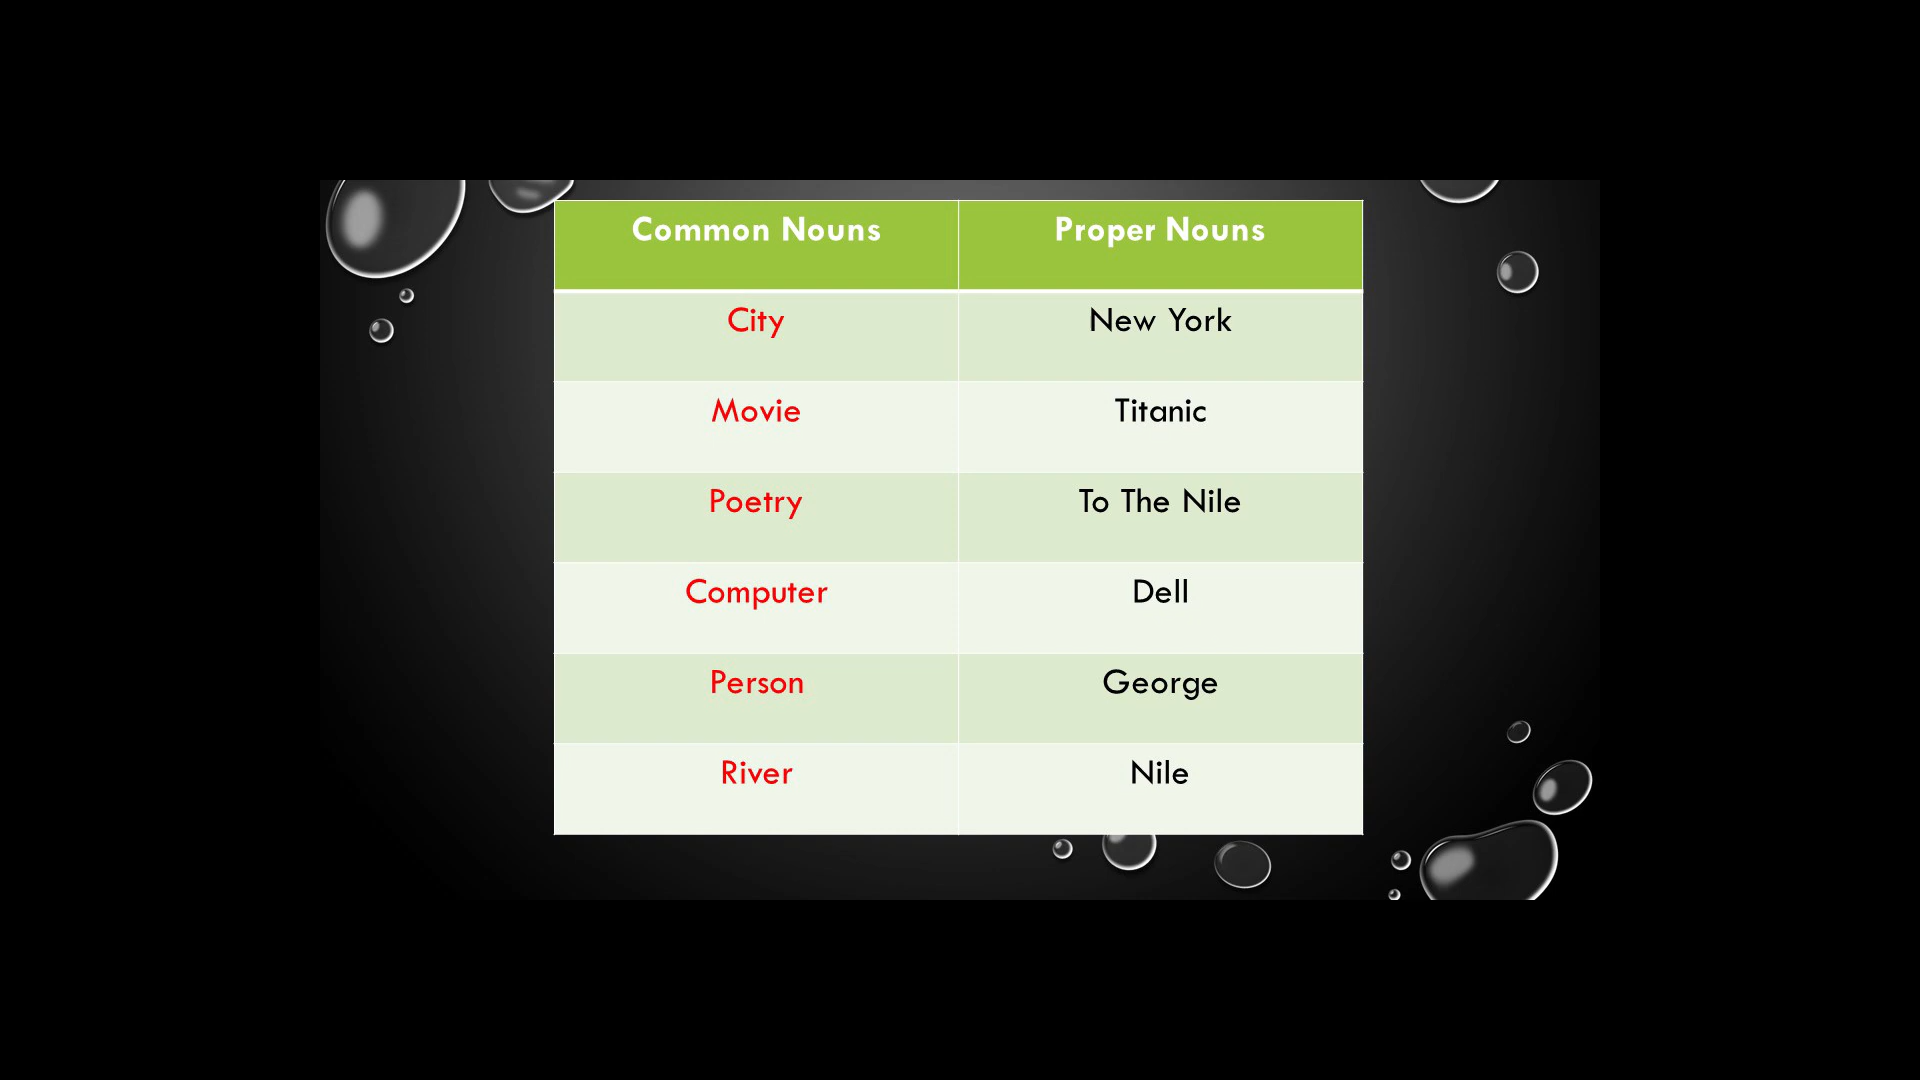 Common Nouns Proper Nouns
City New York
Movie Titanic
Poetry To The Nile
Computer Dell
Person George
River Nile